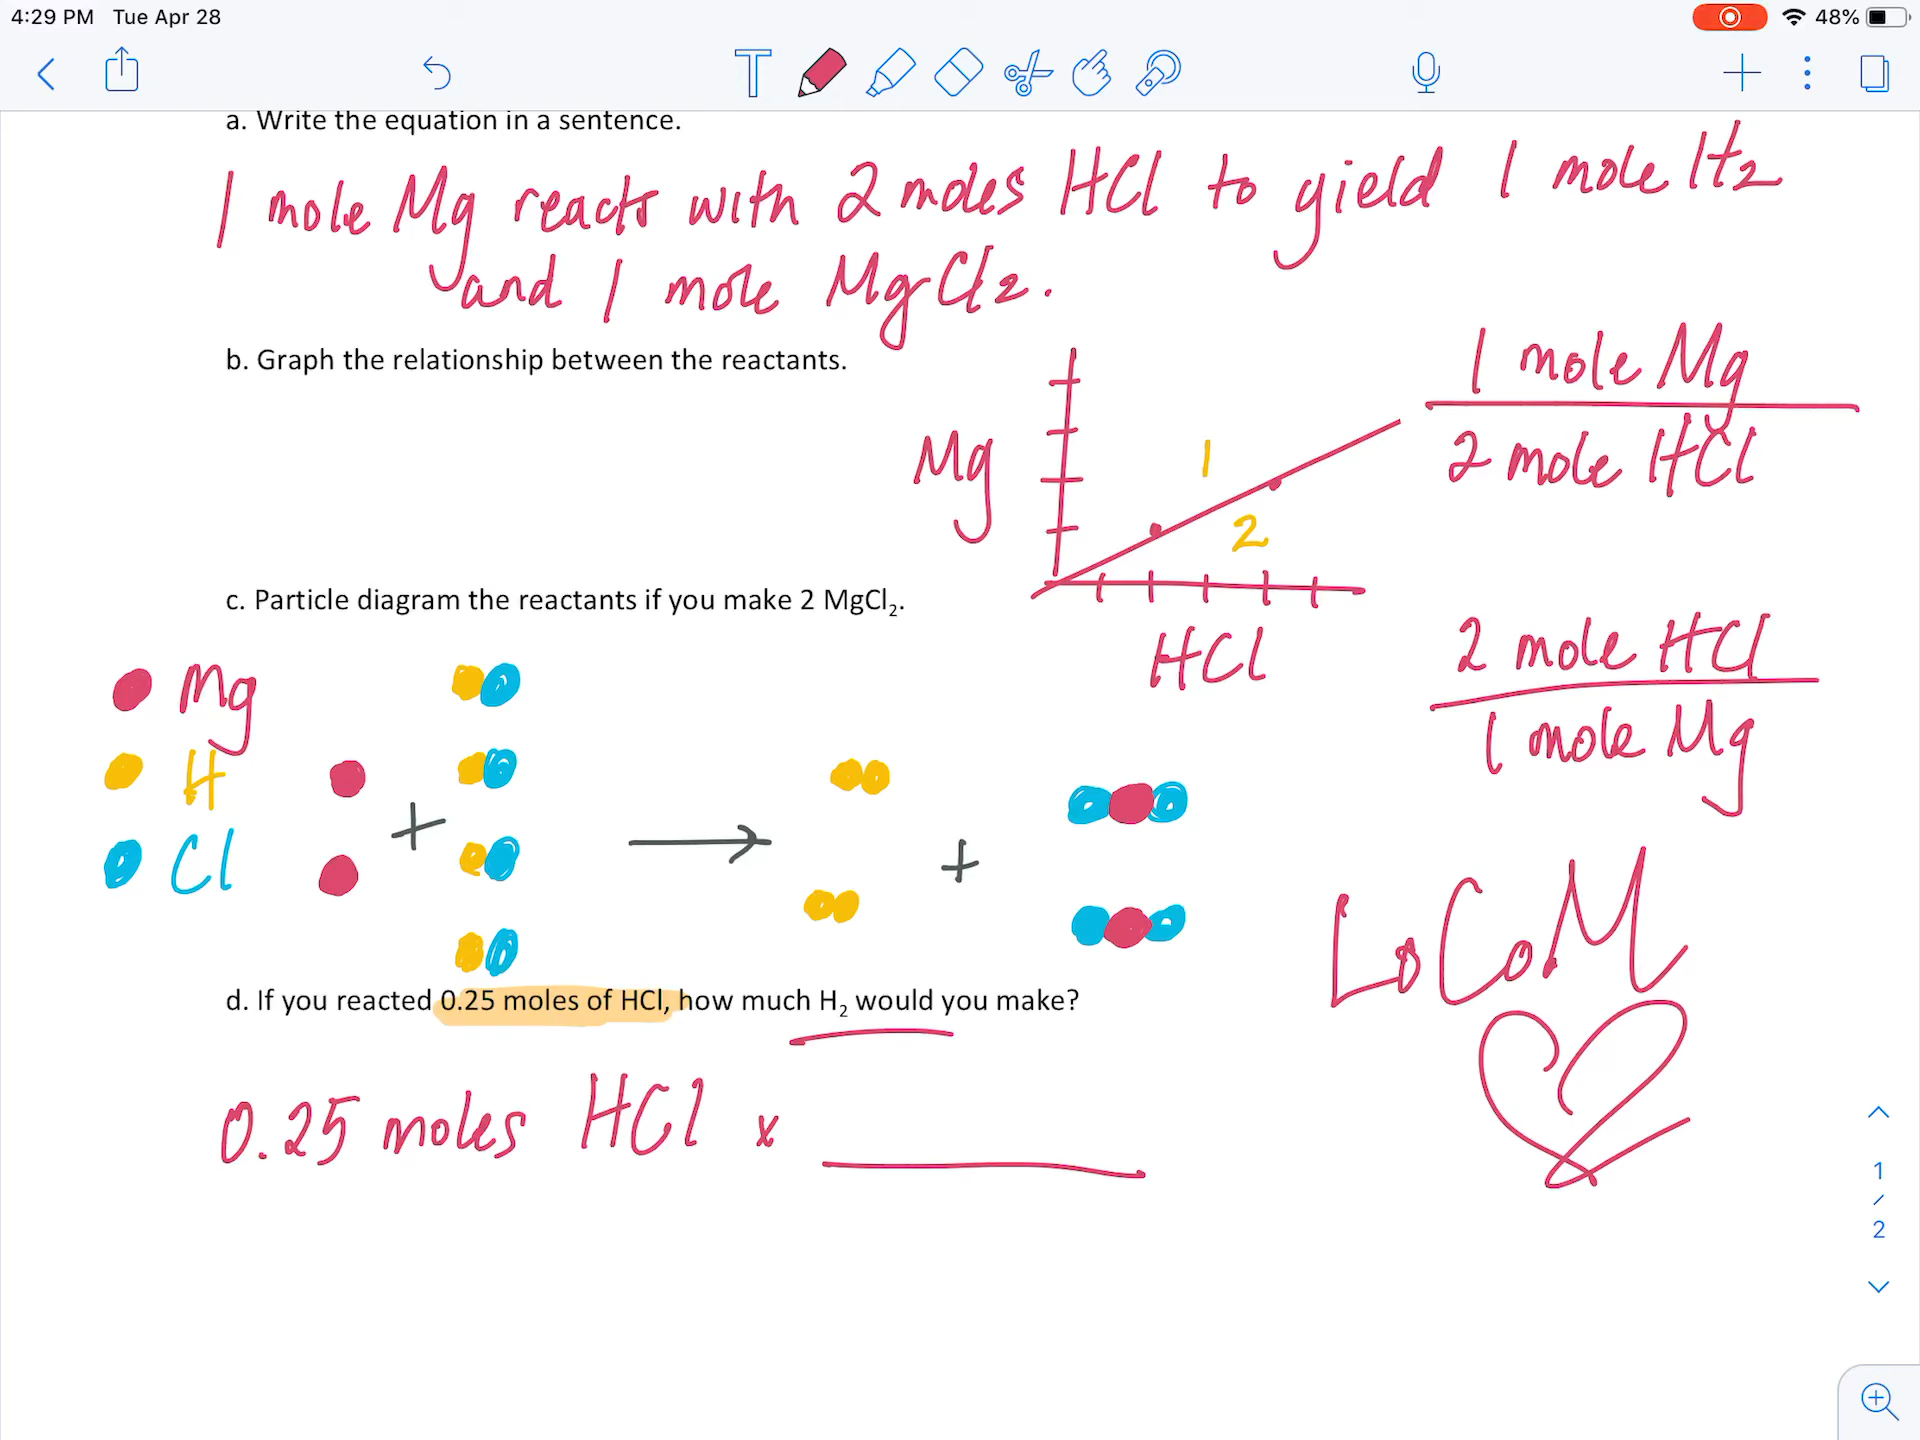 4:29 PM Tue Apr 28
48%
a. Write the equation in a sentence.
1 mole Mg reacts with 2 moles HCl to yield 1 mole H2
and 1 mole MgCl2.
b. Graph the relationship between the reactants.
Mg
1
2
HCl
1 mole Mg
2 mole HCl
c. Particle diagram the reactants if you make 2 MgCl₂.
2 mole HCl
1 mole Mg
Mg
H
+
Cl
+
LoCoM
d. If you reacted 0.25 moles of HCl, how much H₂ would you make?
0.25 moles HCl x
1
/
2